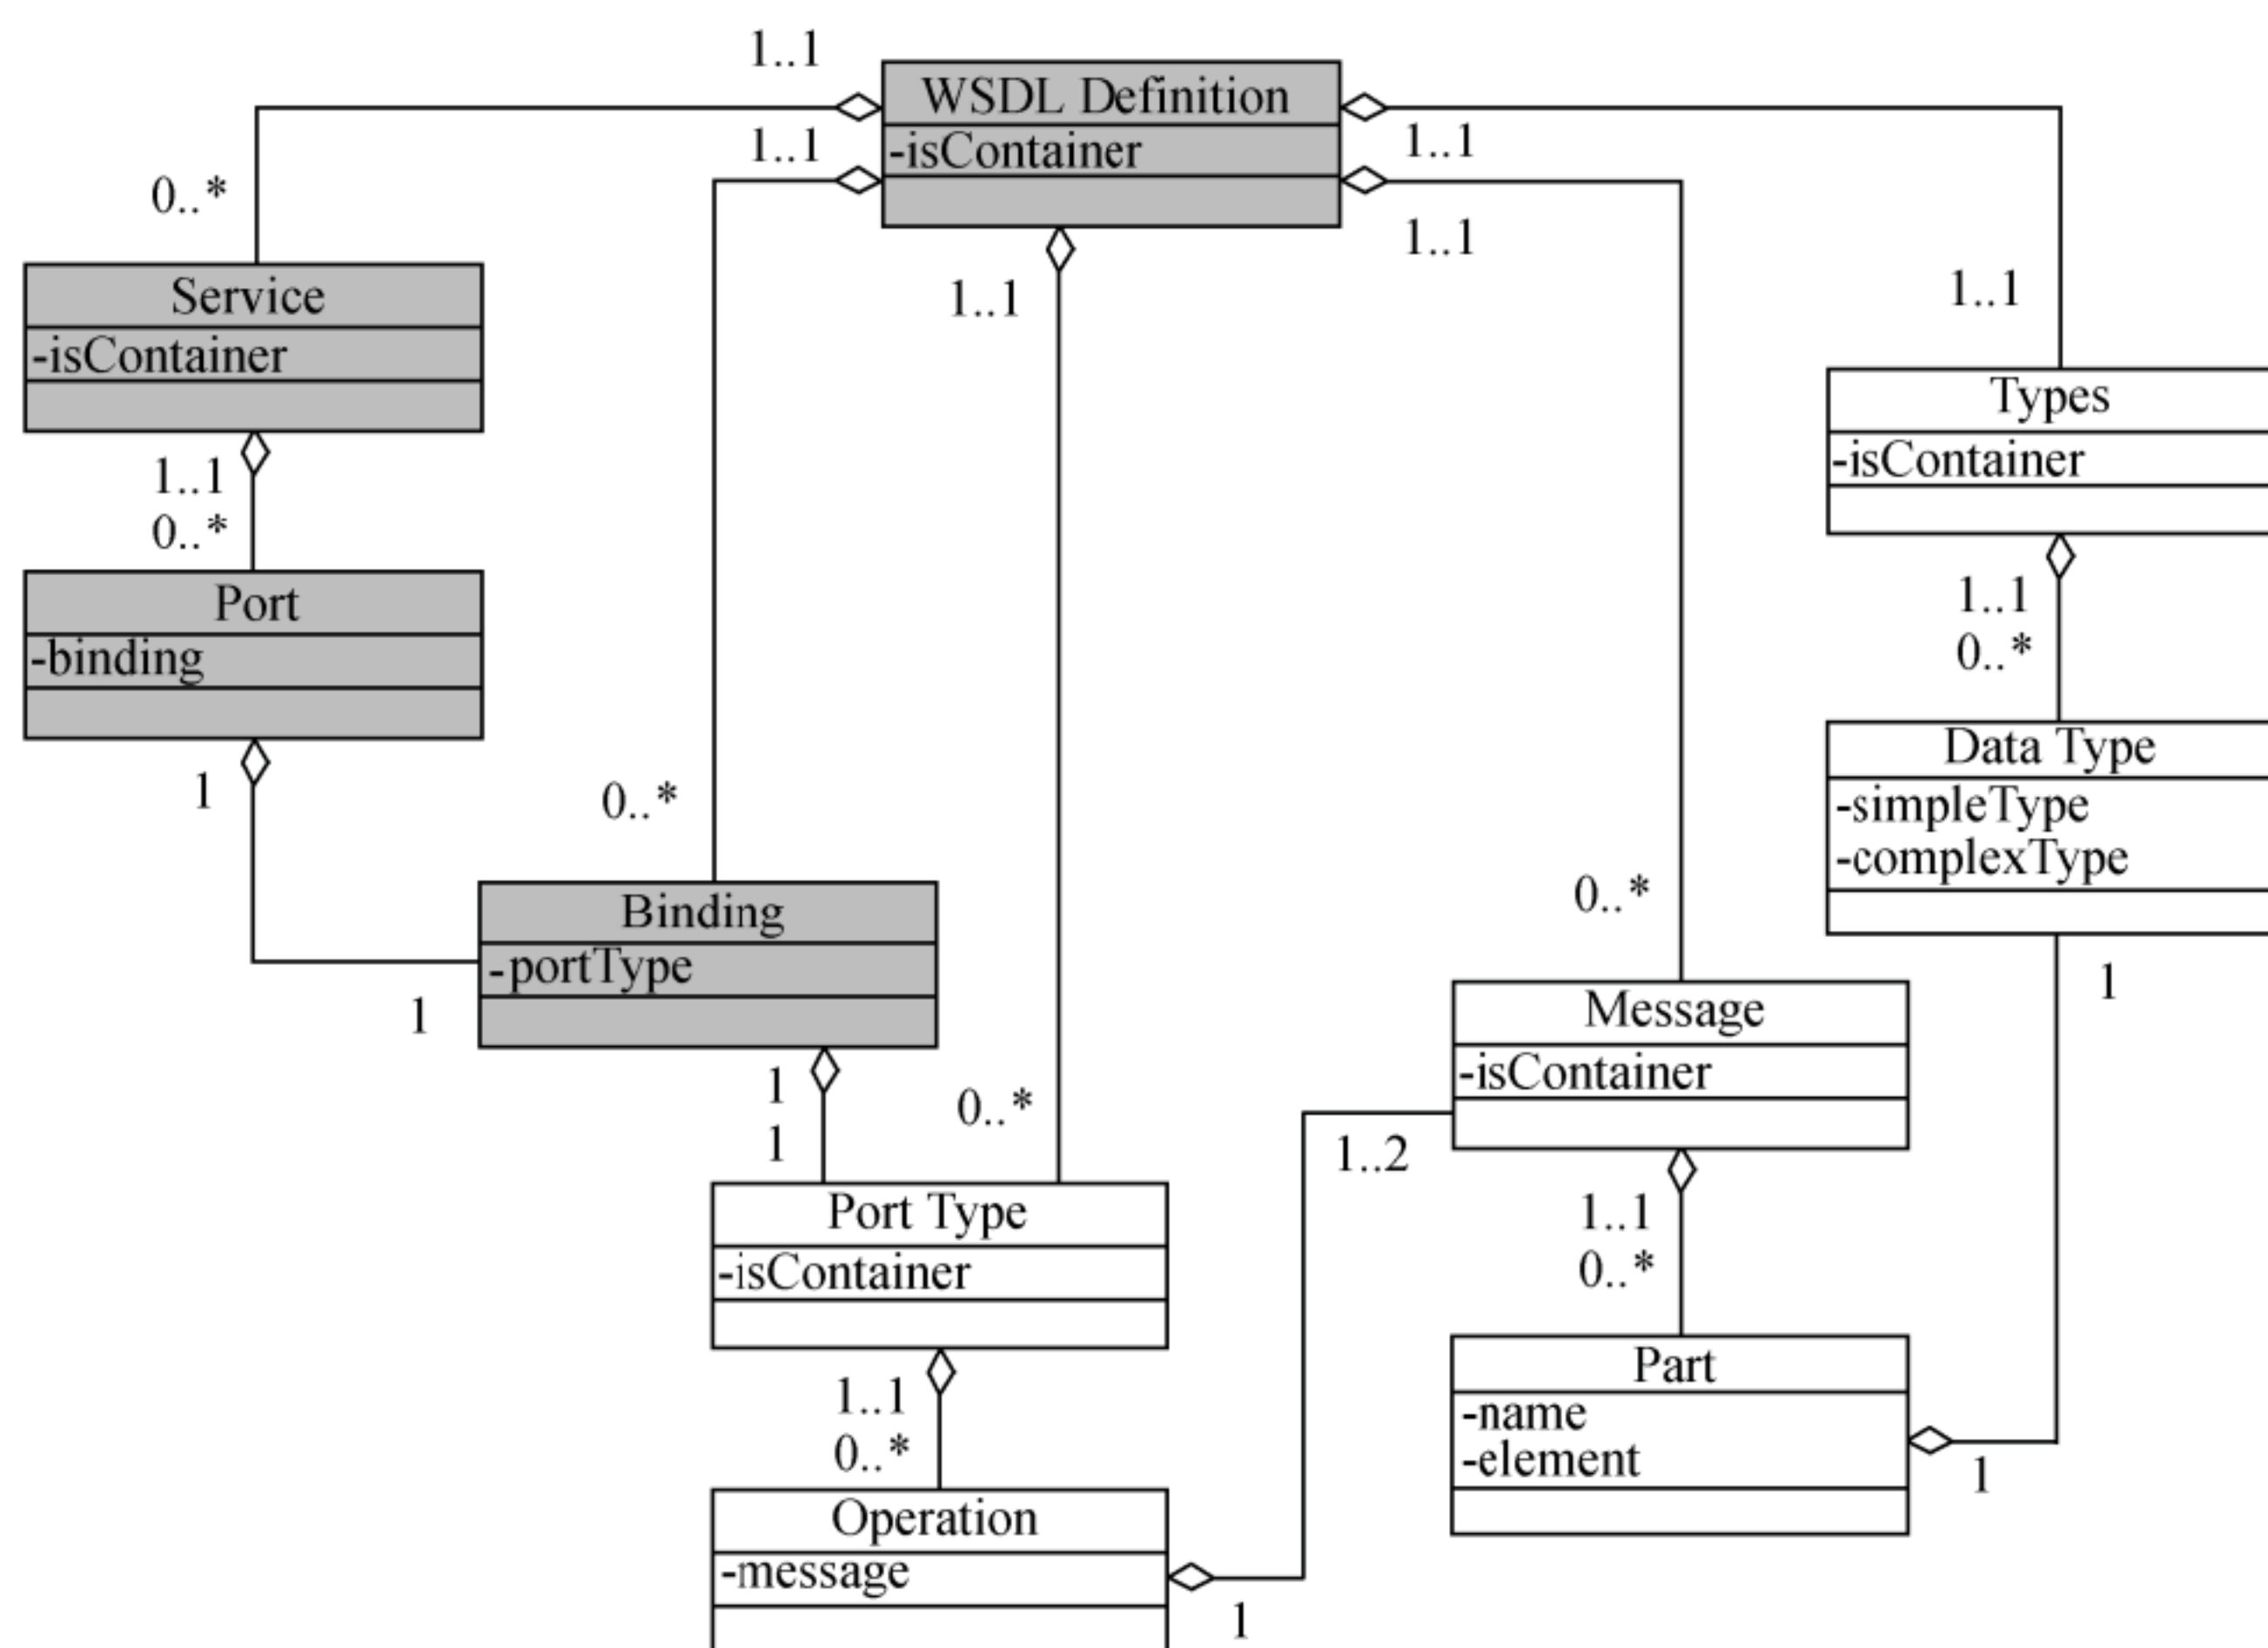 1..1
WSDL Definition
-isContainer
1..1
1..1
1..1
1..1
0..*
Service
-isContainer
1..1
0..*
Port
-binding
1
1..1
Types
-isContainer
1..1
0..*
Data Type
-simpleType
-complexType
1
0..*
Binding
-portType
1
1
1
0..*
0..*
Message
-isContainer
1..2
1..1
0..*
Port Type
-isContainer
1..1
0..*
Part
-name
-element
1
Operation
-message
1